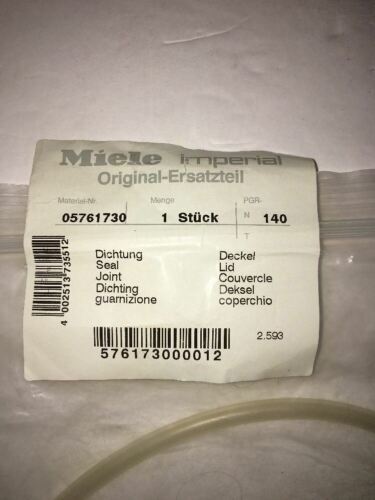 Miele imperial
Original-Ersatzteil
Material-Nr. Menge PGR-
05761730 1 Stück N 140
T
Dichtung Deckel
Seal Lid
Joint Couvercle
Dichting Deksel
guarnizione coperchio
4 002513 735512
576173000012
2.593